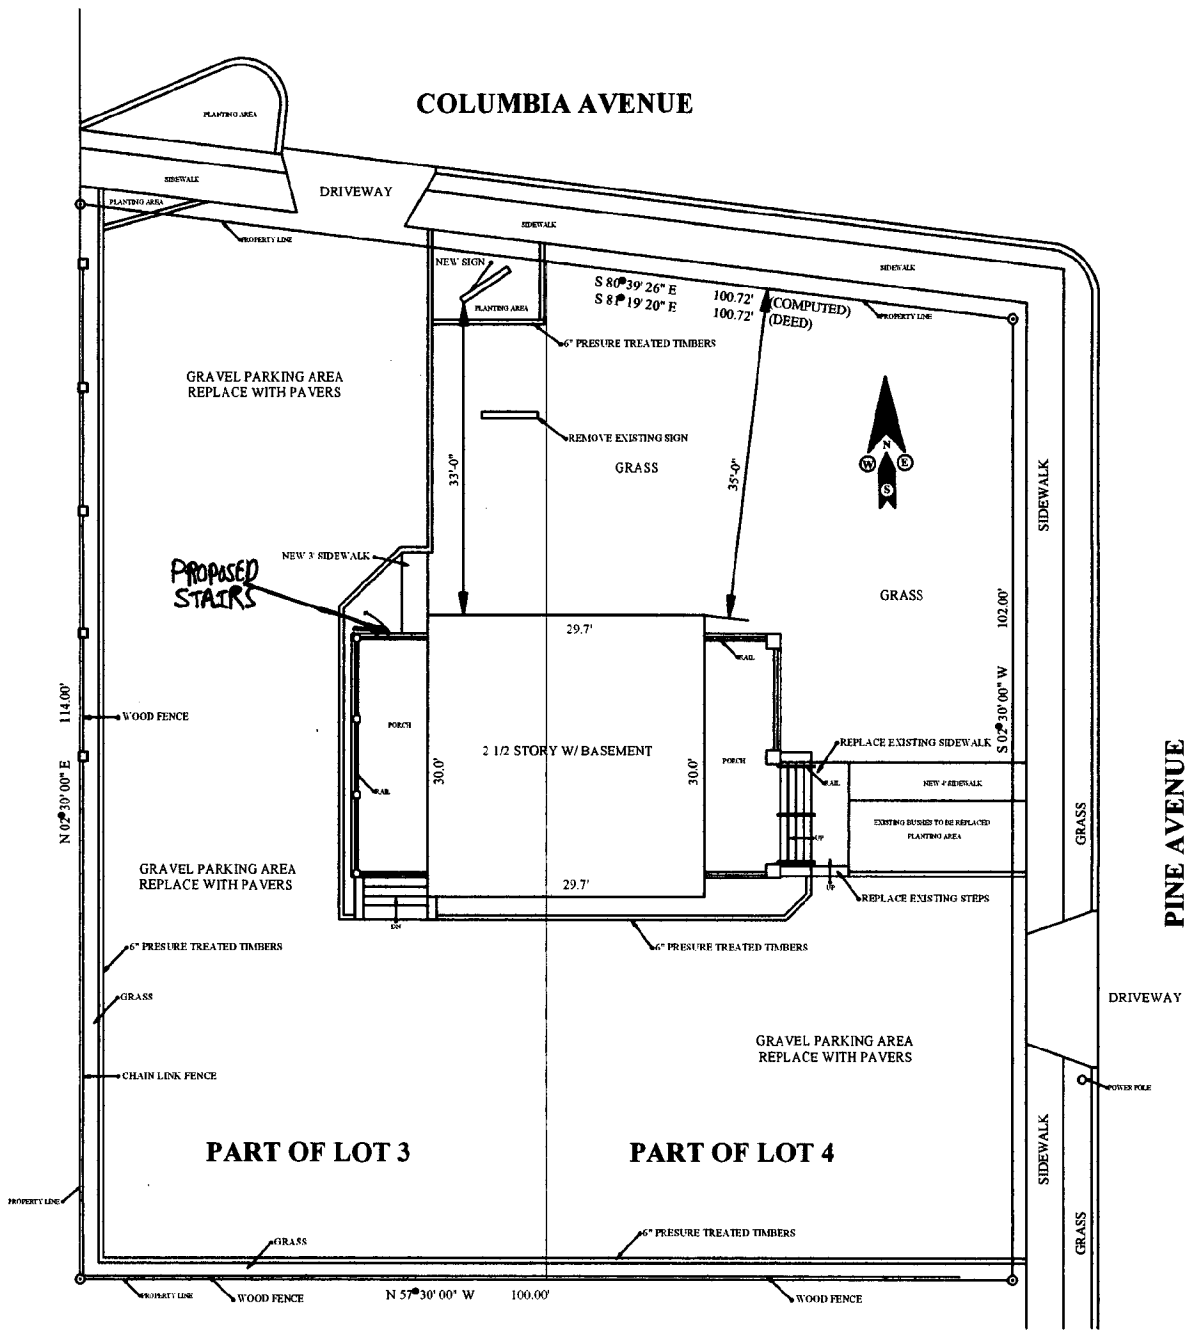 COLUMBIA AVENUE
PLANTING AREA
SIDEWALK
DRIVEWAY
PLANTING AREA
SIDEWALK
PROPERTY LINE
NEW SIGN
SIDEWALK
S 80° 39' 26" E 100.72' (COMPUTED)
S 81° 19' 20" E 100.72' (DEED)
PLANTING AREA
PROPERTY LINE
6" PRESURE TREATED TIMBERS
GRAVEL PARKING AREA
REPLACE WITH PAVERS
REMOVE EXISTING SIGN
N
W
E
S
GRASS
33'-0"
35'-0"
SIDEWALK
NEW 3' SIDEWALK
PROPOSED
STAIRS
GRASS
29.7'
RAIL
S 02° 30' 00" W 102.00'
N 02° 30' 00" E 114.00'
WOOD FENCE
PORCH
2 1/2 STORY W/ BASEMENT
30.0'
30.0'
PORCH
RAIL
REPLACE EXISTING SIDEWALK
RAIL
NEW 4' SIDEWALK
EXISTING BUSHES TO BE REPLACED
PLANTING AREA
UP
UP
REPLACE EXISTING STEPS
GRASS
PINE AVENUE
GRAVEL PARKING AREA
REPLACE WITH PAVERS
29.7'
DN
6" PRESURE TREATED TIMBERS
6" PRESURE TREATED TIMBERS
GRASS
DRIVEWAY
GRAVEL PARKING AREA
REPLACE WITH PAVERS
CHAIN LINK FENCE
POWER POLE
PART OF LOT 3
PART OF LOT 4
SIDEWALK
PROPERTY LINE
GRASS
GRASS
6" PRESURE TREATED TIMBERS
PROPERTY LINE
WOOD FENCE
N 57° 30' 00" W 100.00'
WOOD FENCE